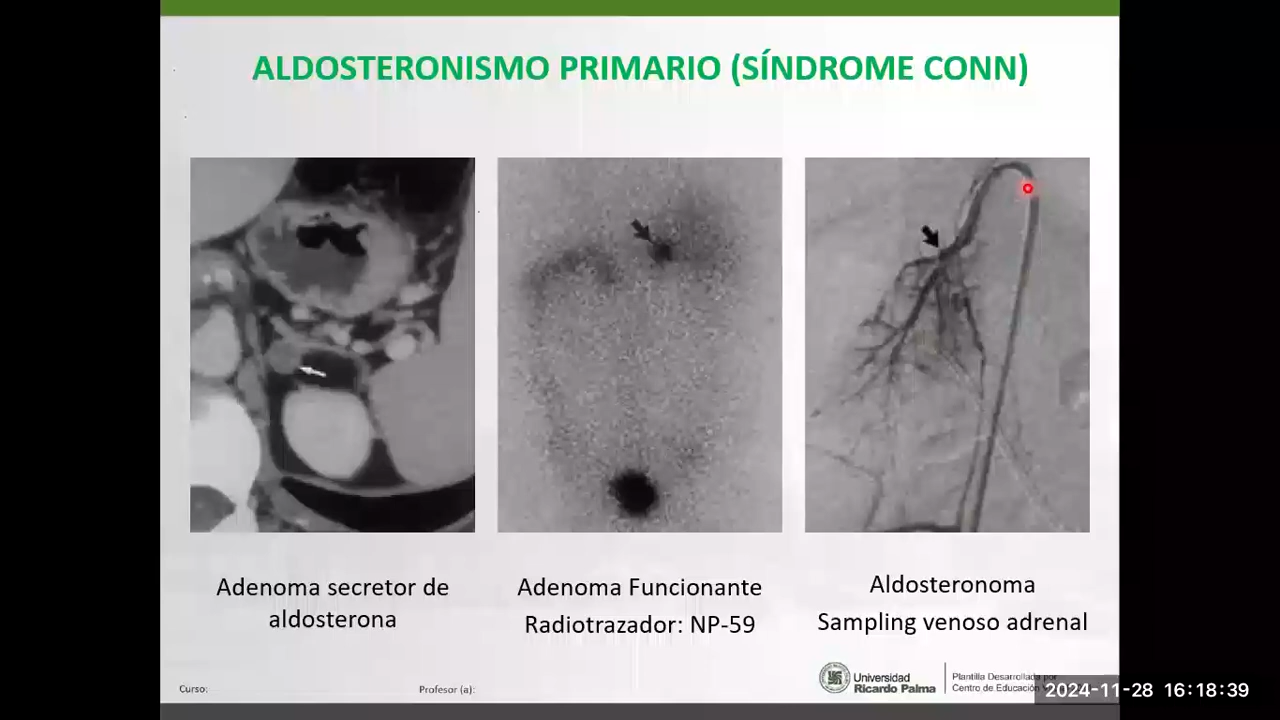 ALDOSTERONISMO PRIMARIO (SÍNDROME CONN)
Adenoma secretor de
aldosterona
Adenoma Funcionante
Radiotrazador: NP-59
Aldosteronoma
Sampling venoso adrenal
Curso:
Profesor (a):
Universidad
Ricardo Palma
Plantilla Desarrollada por
Centro de Educación
2024-11-28 16:18:39